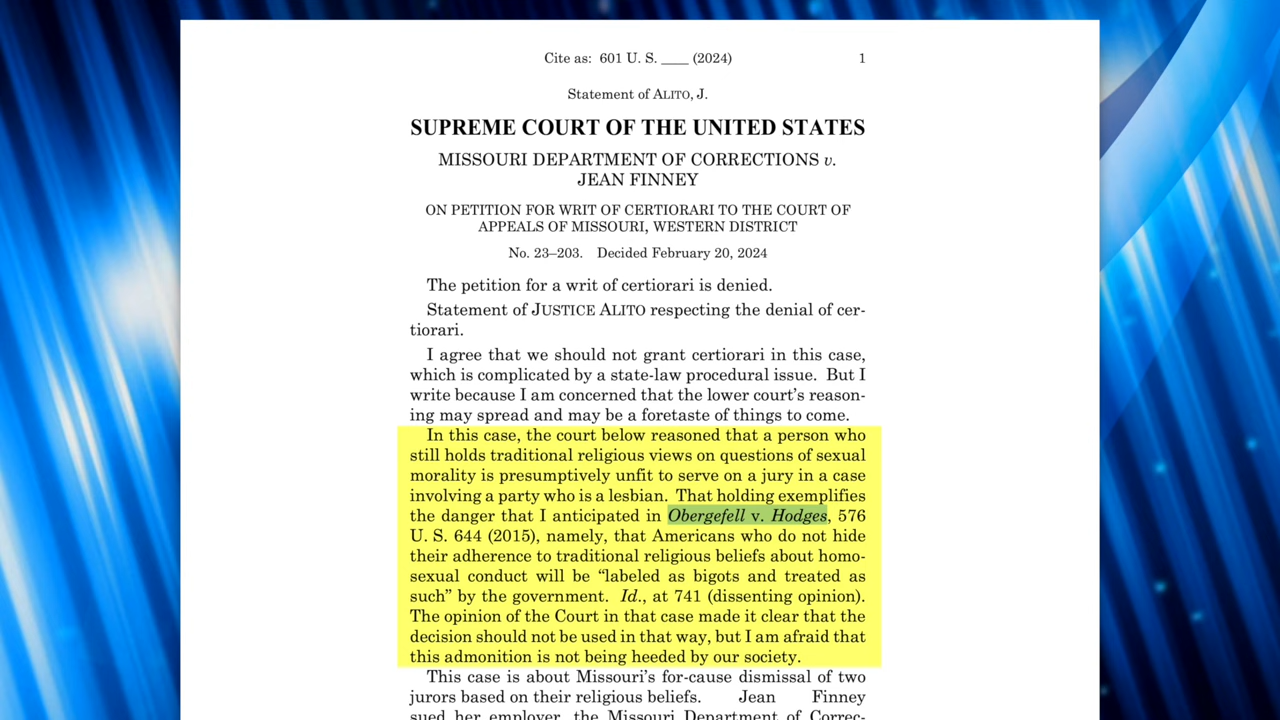 Cite as: 601 U. S. ____ (2024) 1
Statement of ALITO, J.
SUPREME COURT OF THE UNITED STATES
MISSOURI DEPARTMENT OF CORRECTIONS v.
JEAN FINNEY
ON PETITION FOR WRIT OF CERTIORARI TO THE COURT OF
APPEALS OF MISSOURI, WESTERN DISTRICT
No. 23–203. Decided February 20, 2024
The petition for a writ of certiorari is denied.
Statement of JUSTICE ALITO respecting the denial of cer-
tiorari.
I agree that we should not grant certiorari in this case,
which is complicated by a state-law procedural issue. But I
write because I am concerned that the lower court’s reason-
ing may spread and may be a foretaste of things to come.
In this case, the court below reasoned that a person who
still holds traditional religious views on questions of sexual
morality is presumptively unfit to serve on a jury in a case
involving a party who is a lesbian. That holding exemplifies
the danger that I anticipated in Obergefell v. Hodges, 576
U. S. 644 (2015), namely, that Americans who do not hide
their adherence to traditional religious beliefs about homo-
sexual conduct will be “labeled as bigots and treated as
such” by the government. Id., at 741 (dissenting opinion).
The opinion of the Court in that case made it clear that the
decision should not be used in that way, but I am afraid that
this admonition is not being heeded by our society.
This case is about Missouri’s for-cause dismissal of two
jurors based on their religious beliefs. Jean Finney
sued her employer, the Missouri Department of Correc-